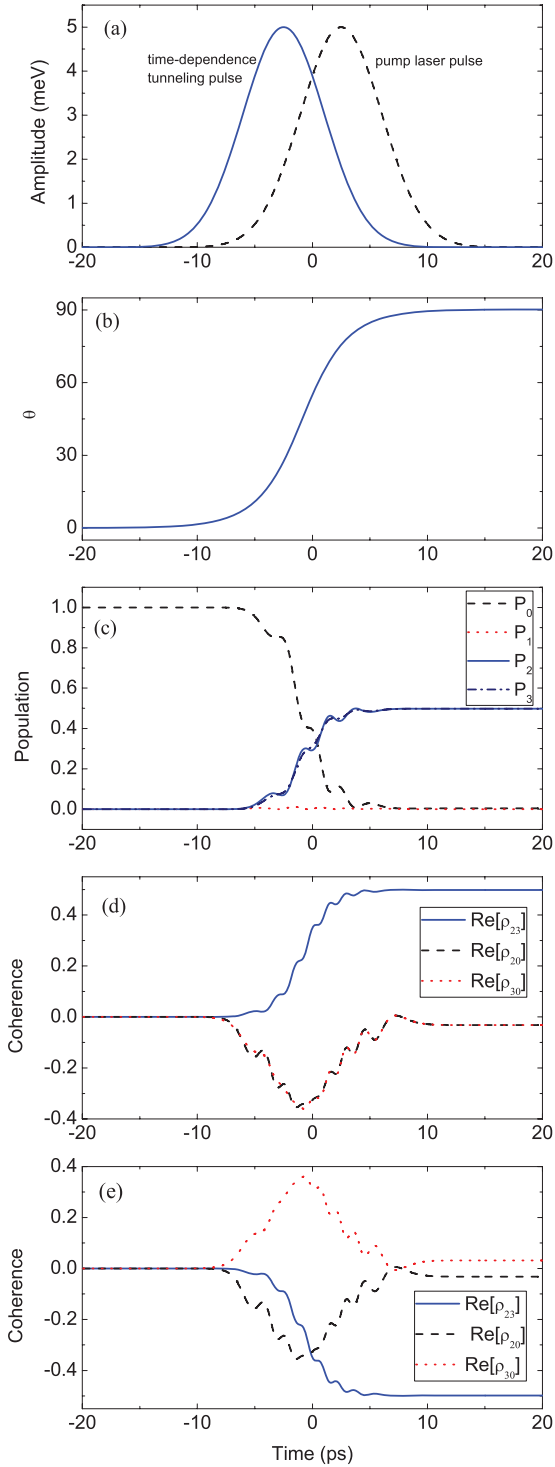 (a)
time-dependence
tunneling pulse
pump laser pulse
Amplitude (meV)
5
4
3
2
1
0
-20 -10 0 10 20
(b)
θ
90
60
30
0
-20 -10 0 10 20
(c)
P0
P1
P2
P3
Population
1.0
0.8
0.6
0.4
0.2
0.0
-20 -10 0 10 20
(d)
Re[ρ23]
Re[ρ20]
Re[ρ30]
Coherence
0.4
0.0
-0.4
-20 -10 0 10 20
(e)
Re[ρ23]
Re[ρ20]
Re[ρ30]
Coherence
0.4
0.2
0.0
-0.2
-0.4
-20 -10 0 10 20
Time (ps)